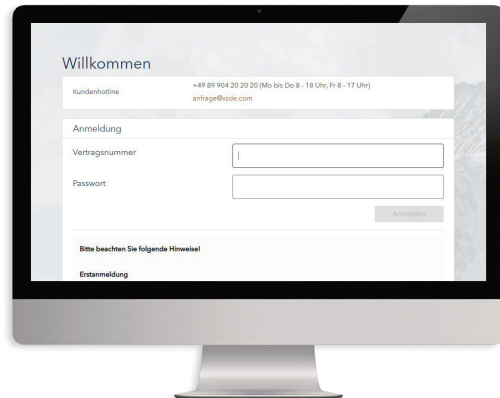 Willkommen
Kundenhotline
+49 89 904 20 20 20 (Mo bis Do 8 - 18 Uhr, Fr 8 - 17 Uhr)
anfrage@vzde.com
Anmeldung
Vertragsnummer
Passwort
Anmelden
Bitte beachten Sie folgende Hinweise!
Erstanmeldung